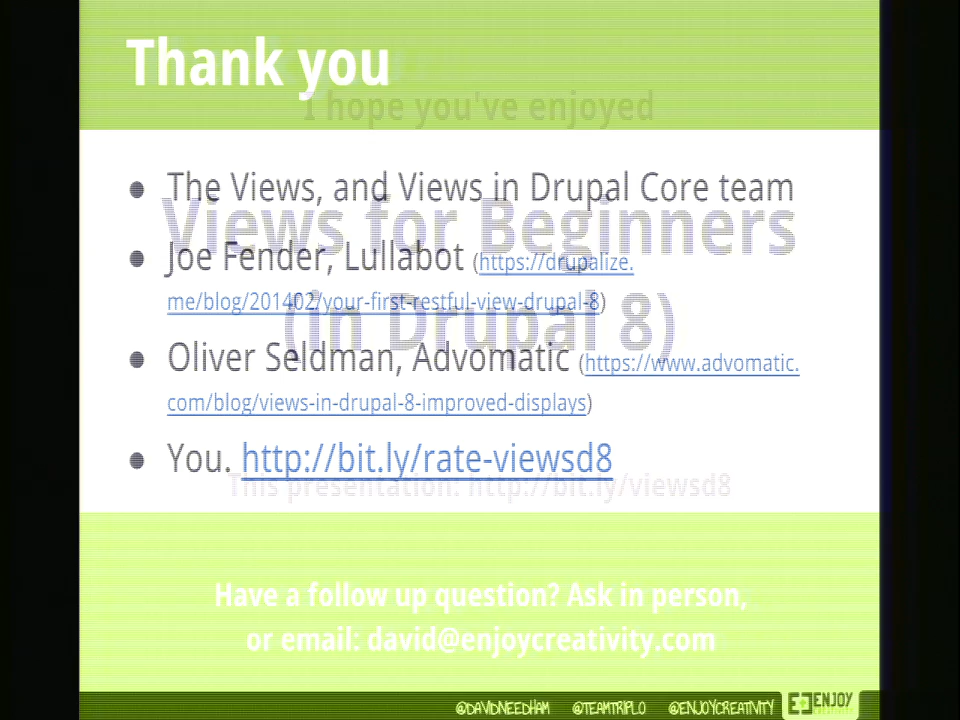 Thank you
I hope you've enjoyed
• The Views, and Views in Drupal Core team
Views for Beginners
• Joe Fender, Lullabot (https://drupalize.
me/blog/201402/your-first-restful-view-drupal-8)
(in Drupal 8)
• Oliver Seldman, Advomatic (https://www.advomatic.
com/blog/views-in-drupal-8-improved-displays)
• You. http://bit.ly/rate-viewsd8
This presentation: http://bit.ly/viewsd8
Have a follow up question? Ask in person,
or email: david@enjoycreativity.com
@DAVIDNEEDHAM @TEAMTRIPLO @ENJOYCREATIVITY ENJOY